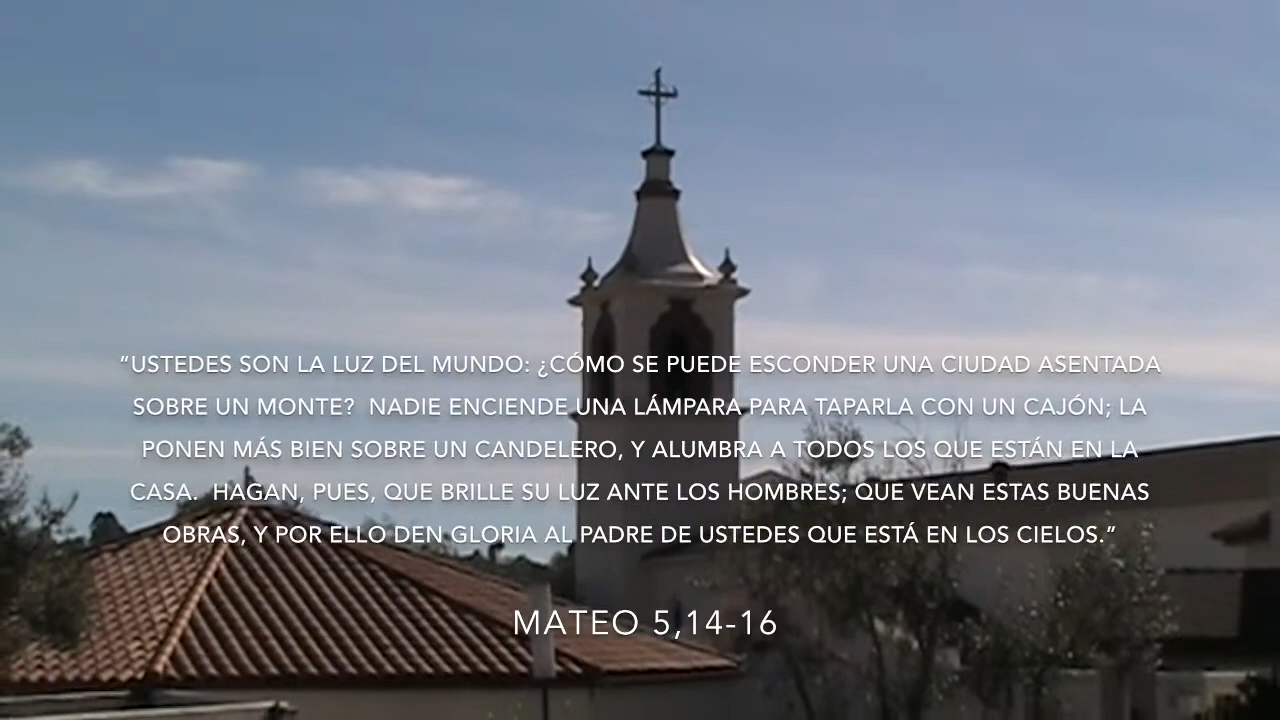 “USTEDES SON LA LUZ DEL MUNDO: ¿CÓMO SE PUEDE ESCONDER UNA CIUDAD ASENTADA
SOBRE UN MONTE?  NADIE ENCIENDE UNA LÁMPARA PARA TAPARLA CON UN CAJÓN; LA
PONEN MÁS BIEN SOBRE UN CANDELERO, Y ALUMBRA A TODOS LOS QUE ESTÁN EN LA
CASA.  HAGAN, PUES, QUE BRILLE SU LUZ ANTE LOS HOMBRES; QUE VEAN ESTAS BUENAS
OBRAS, Y POR ELLO DEN GLORIA AL PADRE DE USTEDES QUE ESTÁ EN LOS CIELOS.”
MATEO 5,14-16